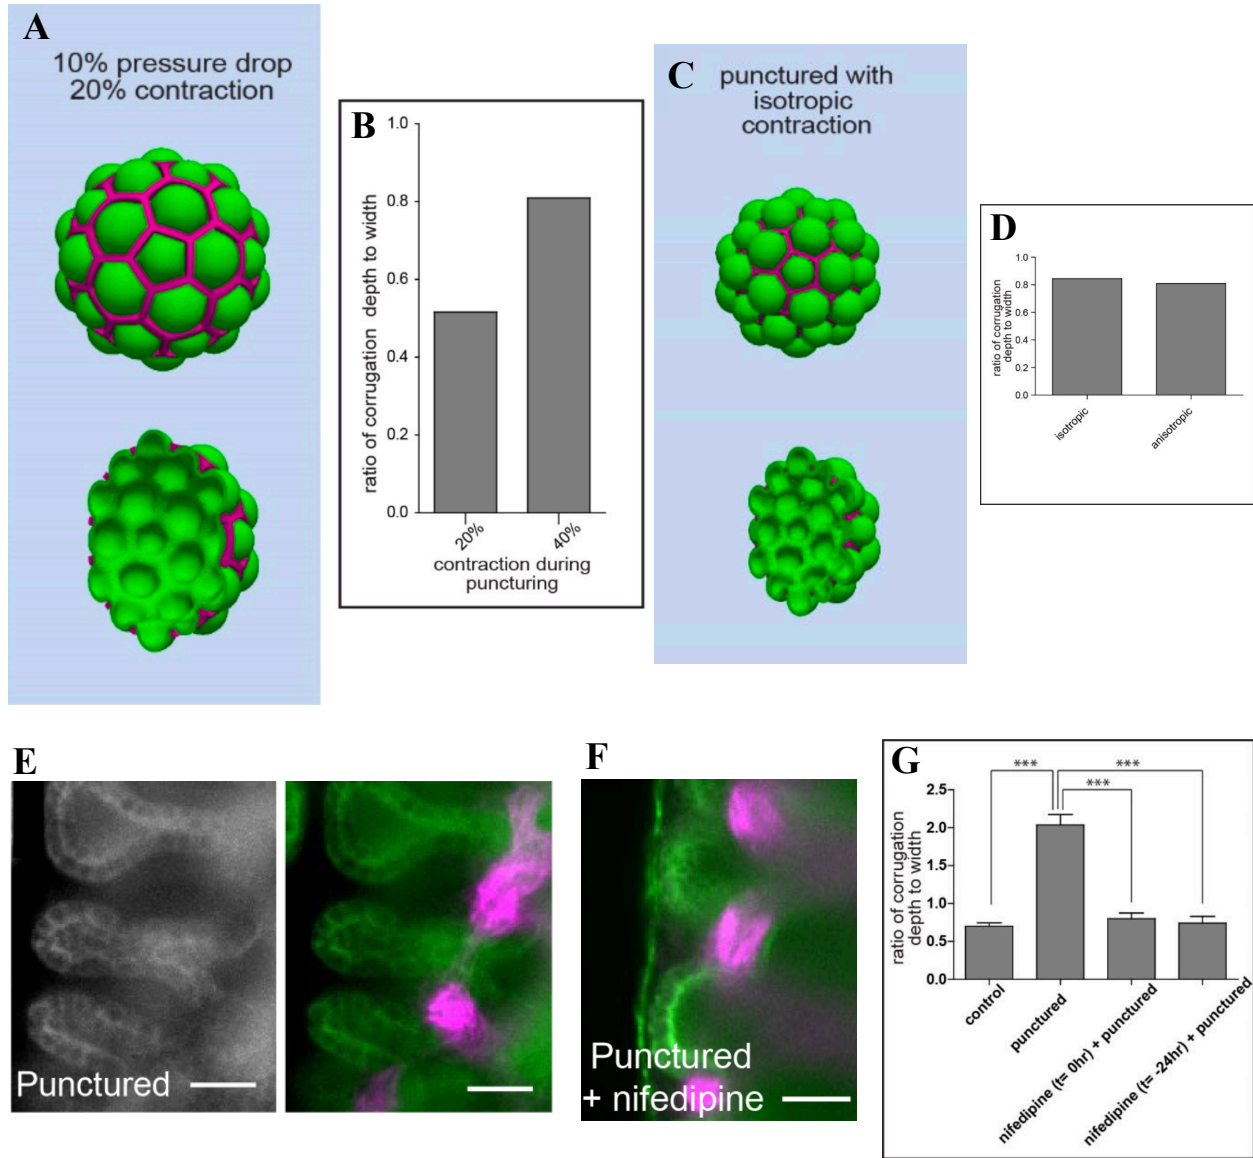 A
10% pressure drop
20% contraction
B
1.0
0.8
0.6
0.4
0.2
0.0
ratio of corrugation depth to width
20%
40%
contraction during
puncturing
C
punctured with
isotropic
contraction
D
1.0
0.8
0.6
0.4
0.2
0.0
ratio of corrugation
depth to width
isotropic
anisotropic
E
Punctured
F
Punctured
+ nifedipine
G
***
***
***
2.5
2.0
1.5
1.0
0.5
0.0
ratio of corrugation
depth to width
control
punctured
nifedipine (t= 0hr) + punctured
nifedipine (t= -24hr) + punctured